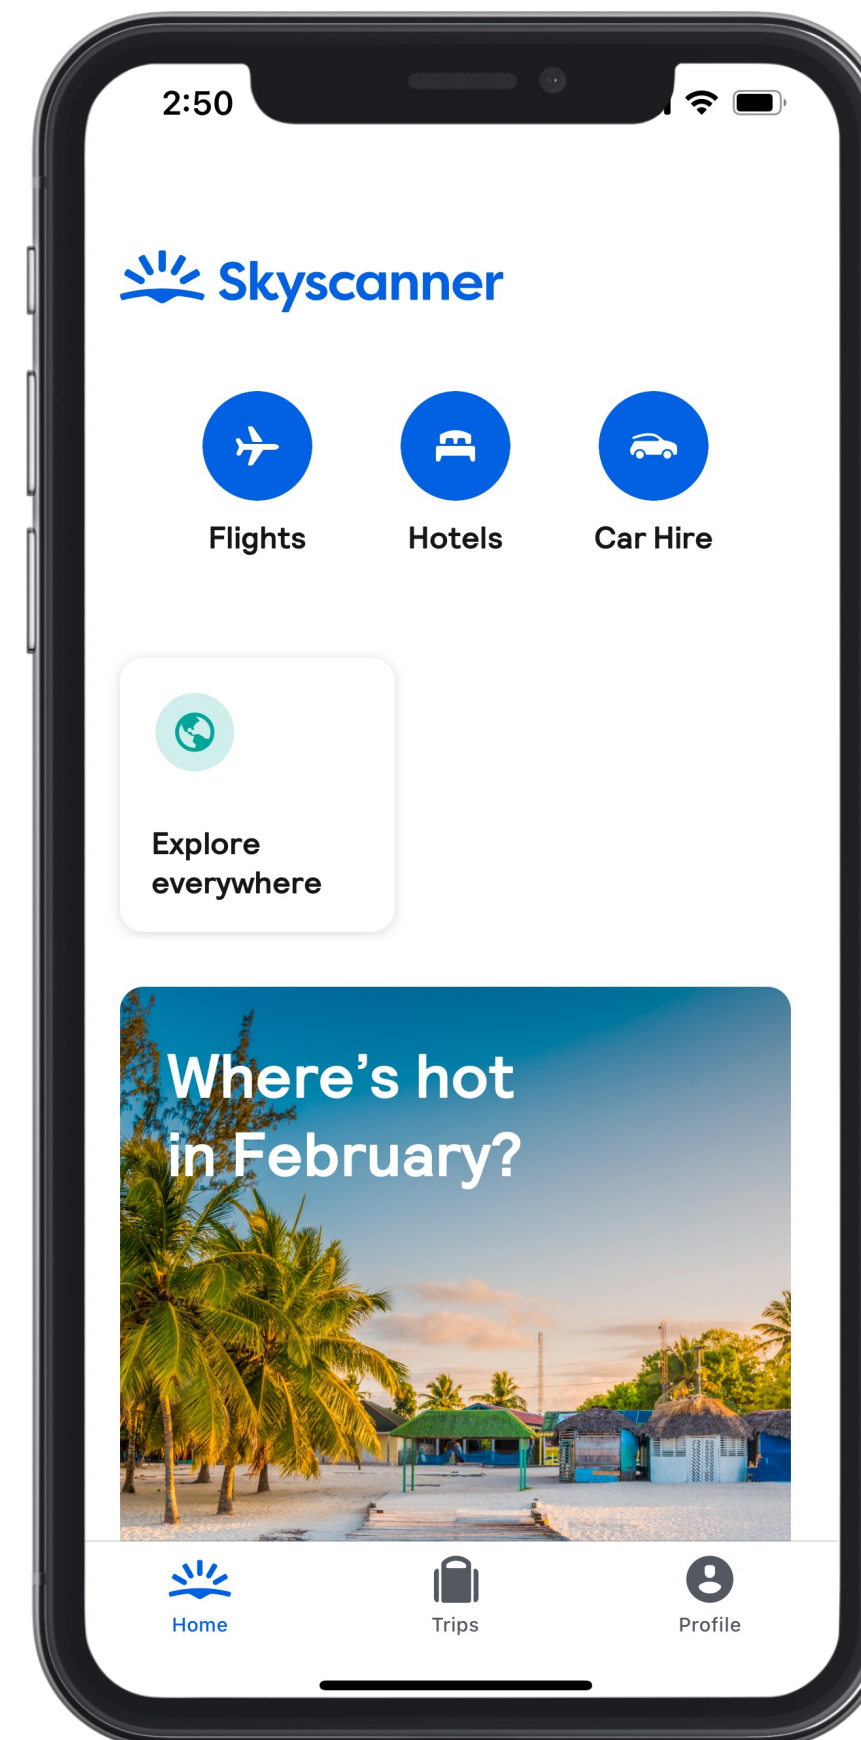 2:50
Skyscanner
Flights
Hotels
Car Hire
Explore
everywhere
Where’s hot
in February?
Home
Trips
Profile